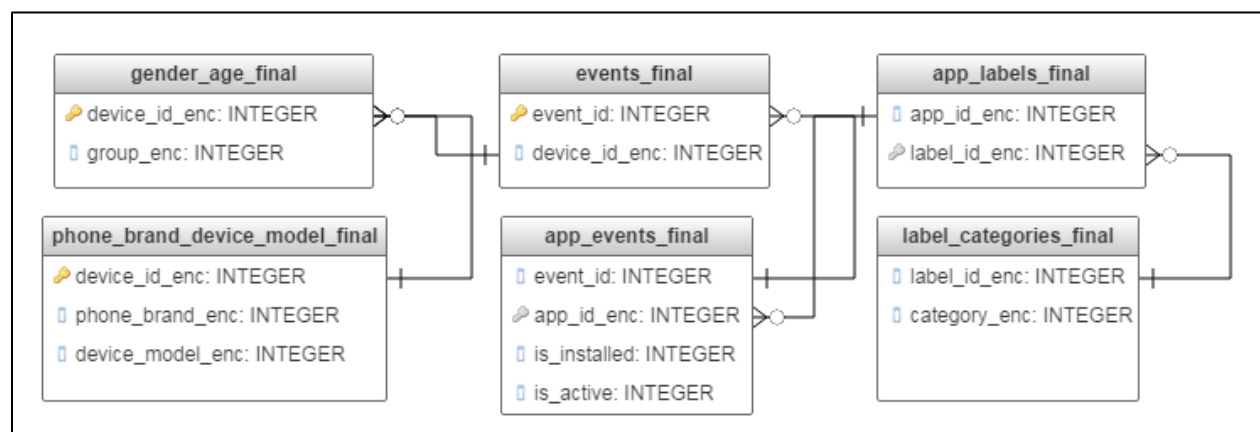 gender_age_final
device_id_enc: INTEGER
group_enc: INTEGER
events_final
event_id: INTEGER
device_id_enc: INTEGER
app_labels_final
app_id_enc: INTEGER
label_id_enc: INTEGER
phone_brand_device_model_final
device_id_enc: INTEGER
phone_brand_enc: INTEGER
device_model_enc: INTEGER
app_events_final
event_id: INTEGER
app_id_enc: INTEGER
is_installed: INTEGER
is_active: INTEGER
label_categories_final
label_id_enc: INTEGER
category_enc: INTEGER